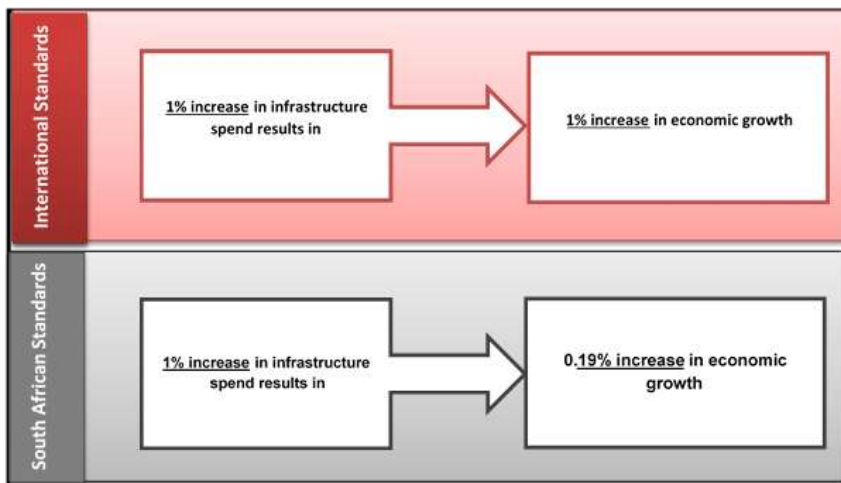 International Standards
1% increase in infrastructure
spend results in
1% increase in economic growth
South African Standards
1% increase in infrastructure
spend results in
0.19% increase in economic
growth